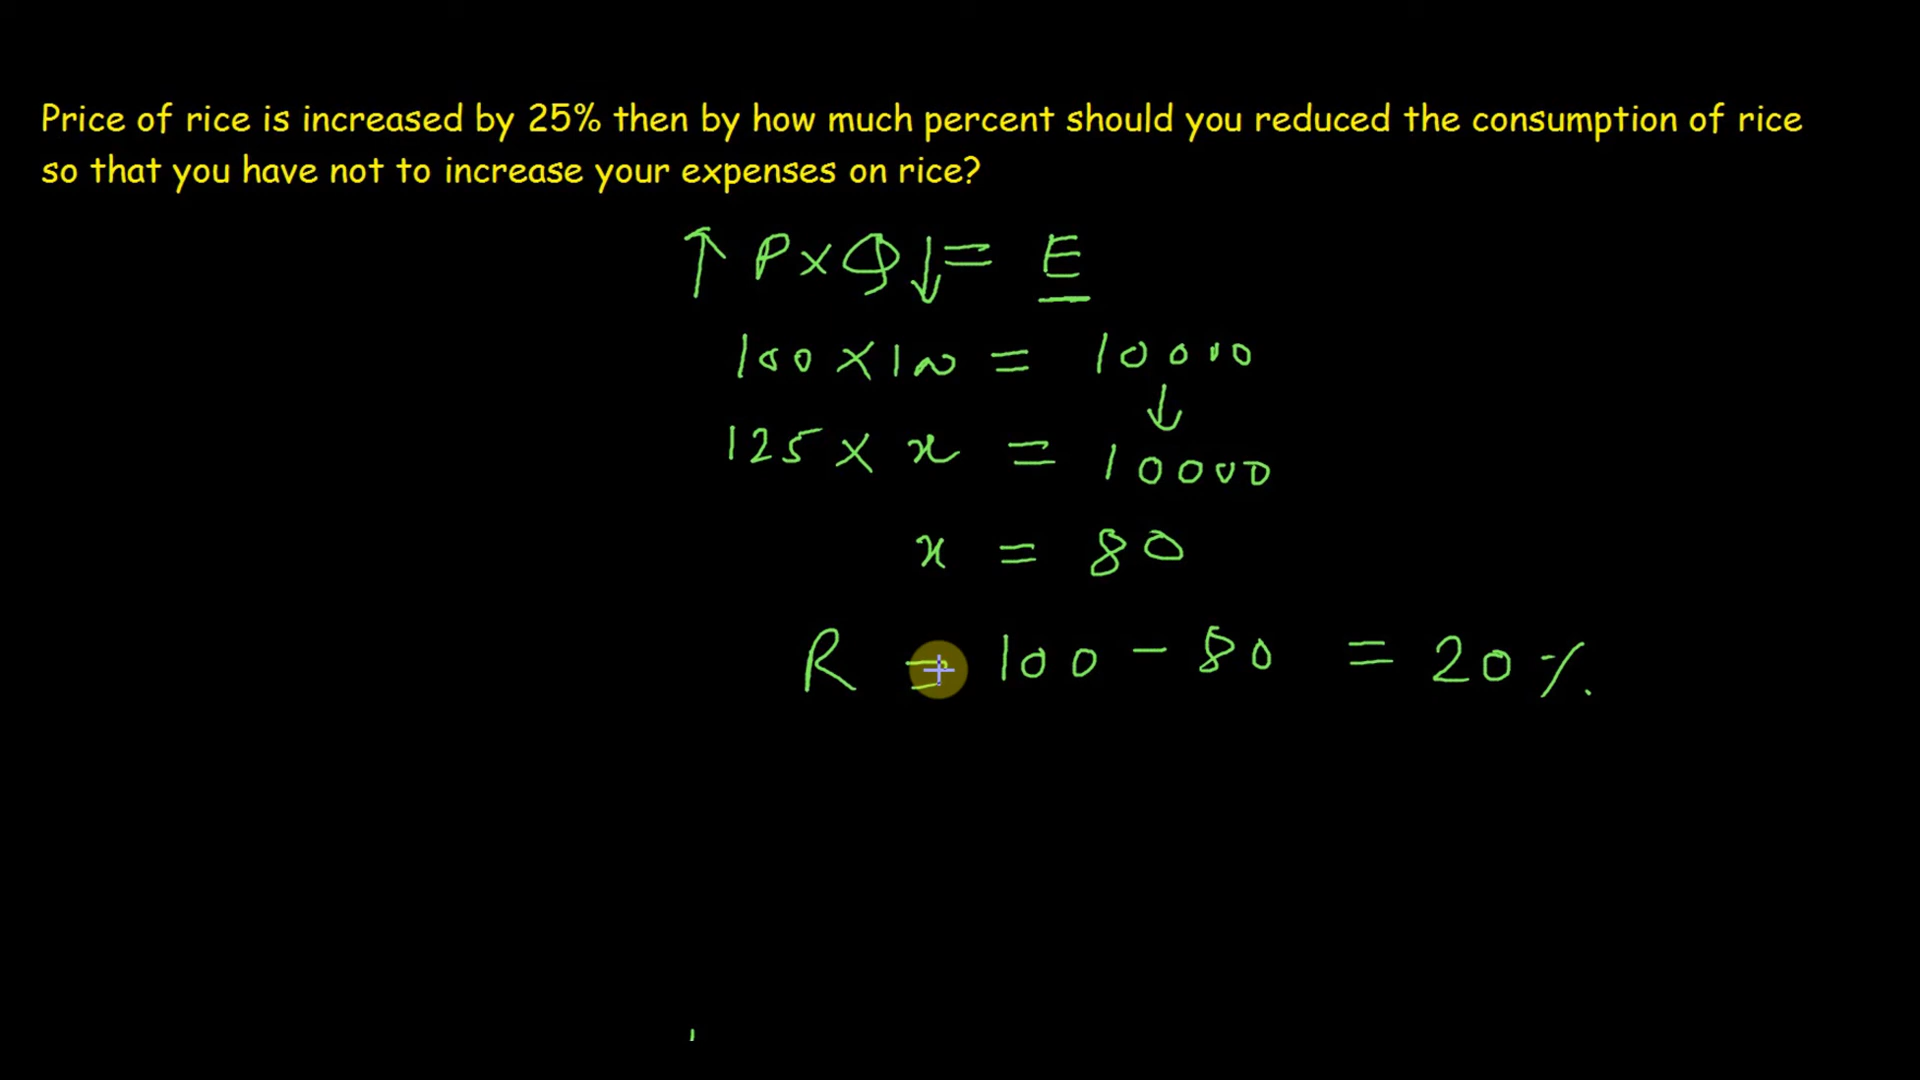 Price of rice is increased by 25% then by how much percent should you reduced the consumption of rice
so that you have not to increase your expenses on rice?
↑ P × Q ↓ = E
100 × 100 = 10000
↓
125 × x = 10000
x = 80
R = 100 - 80 = 20%